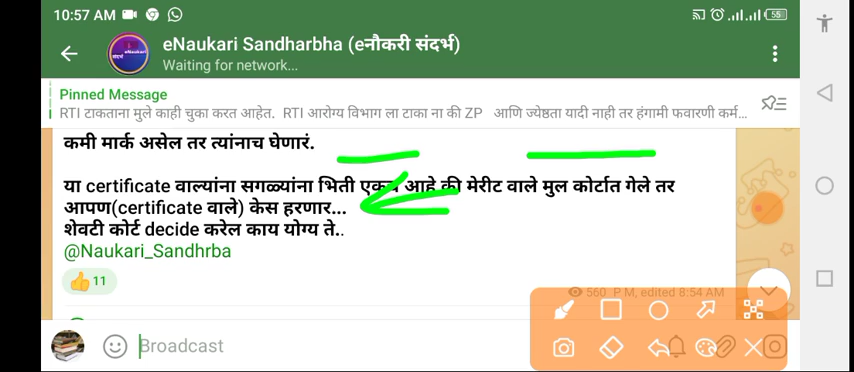 10:57 AM
55
eNaukari Sandharbha (eनौकरी संदर्भ)
Waiting for network...
Pinned Message
RTI टाकताना मुले काही चुका करत आहेत. RTI आरोग्य विभाग ला टाका ना की ZP आणि ज्येष्ठता यादी नाही तर हंगामी फवारणी कर्म...
कमी मार्क असेल तर त्यांनाच घेणारं.
या certificate वाल्यांना सगळ्यांना भिती एकच आहे की मेरीट वाले मुल कोर्टात गेले तर
आपण(certificate वाले) केस हरणार...
शेवटी कोर्ट decide करेल काय योग्य ते..
@Naukari_Sandhrba
11
560 P M, edited 8:54 AM
Broadcast